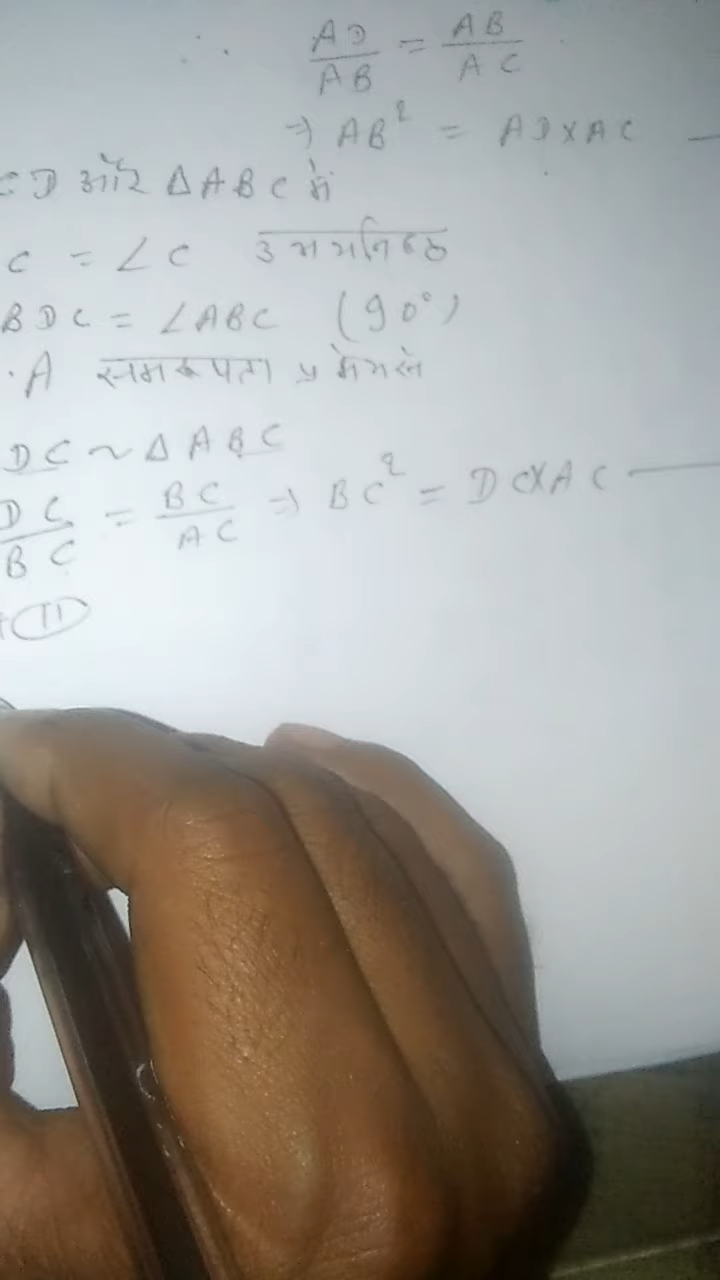 ∴ AD/AB = AB/AC
⇒ AB² = AD×AC —
CD और ΔABC में
C = ∠C उभयनिष्ठ
BDC = ∠ABC (90°)
.A समरूपता प्रमेय से
DC ~ ΔABC
DC/BC = BC/AC ⇒ BC² = DC×AC —
+ (II)